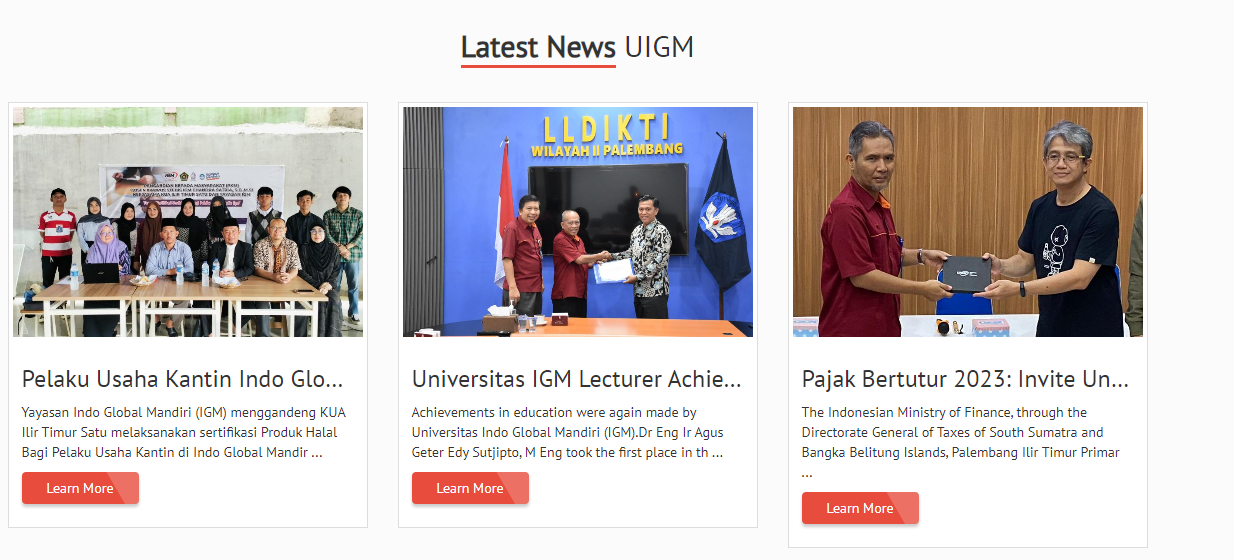 Latest News UIGM
LLDIKTI
WILAYAH II PALEMBANG
Pelaku Usaha Kantin Indo Glo...
Yayasan Indo Global Mandiri (IGM) menggandeng KUA
Ilir Timur Satu melaksanakan sertifikasi Produk Halal
Bagi Pelaku Usaha Kantin di Indo Global Mandir ...
Learn More
Universitas IGM Lecturer Achie...
Achievements in education were again made by
Universitas Indo Global Mandiri (IGM).Dr Eng Ir Agus
Geter Edy Sutjipto, M Eng took the first place in th ...
Learn More
Pajak Bertutur 2023: Invite Un...
The Indonesian Ministry of Finance, through the
Directorate General of Taxes of South Sumatra and
Bangka Belitung Islands, Palembang Ilir Timur Primar
...
Learn More